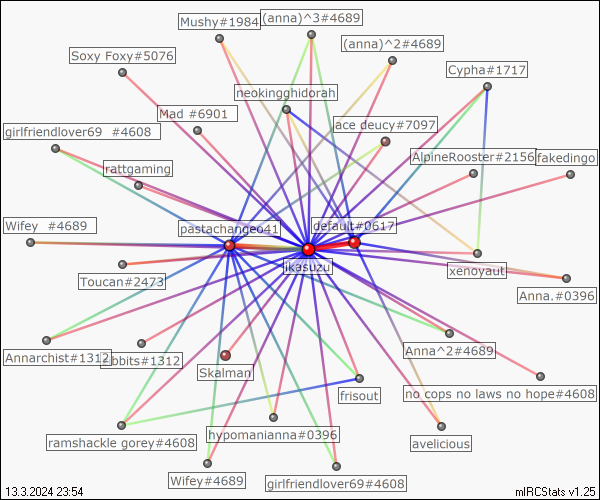 Mushy#1984
(anna)^3#4689
(anna)^2#4689
Soxy Foxy#5076
Cypha#1717
neokingghidorah
Mad #6901
ace deucy#7097
girlfriendlover69 #4608
AlpineRooster#2156
fakedingo
rattgaming
Wifey #4689
pastachangeo41
default#0617
ikasuzu
xenoyaut
Toucan#2473
Anna.#0396
Annarchist#1312
bbits#1312
Anna^2#4689
Skalman
frisout
no cops no laws no hope#4608
ramshackle gorey#4608
hypomanianna#0396
avelicious
Wifey#4689
girlfriendlover69#4608
13.3.2024 23:54
mIRCStats v1.25